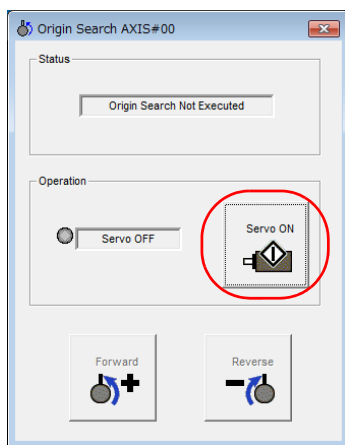 Origin Search AXIS#00
Status
Origin Search Not Executed
Operation
Servo OFF
Servo ON
Forward
Reverse